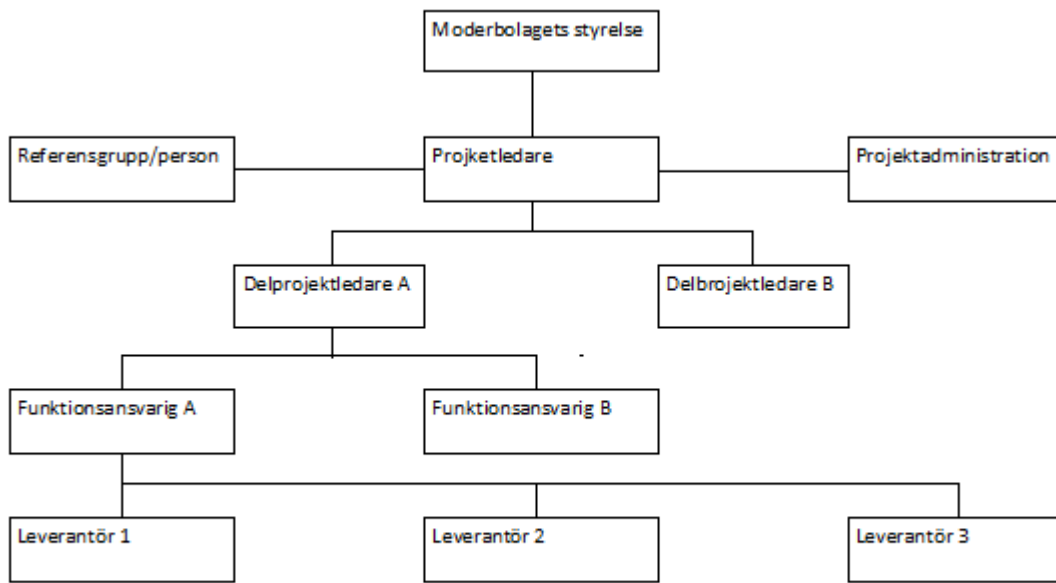 Moderbolagets styrelse
Referensgrupp/person
Projketledare
Projektadministration
Delprojektledare A
Delbrojektledare B
Funktionsansvarig A
Funktionsansvarig B
Leverantör 1
Leverantör 2
Leverantör 3